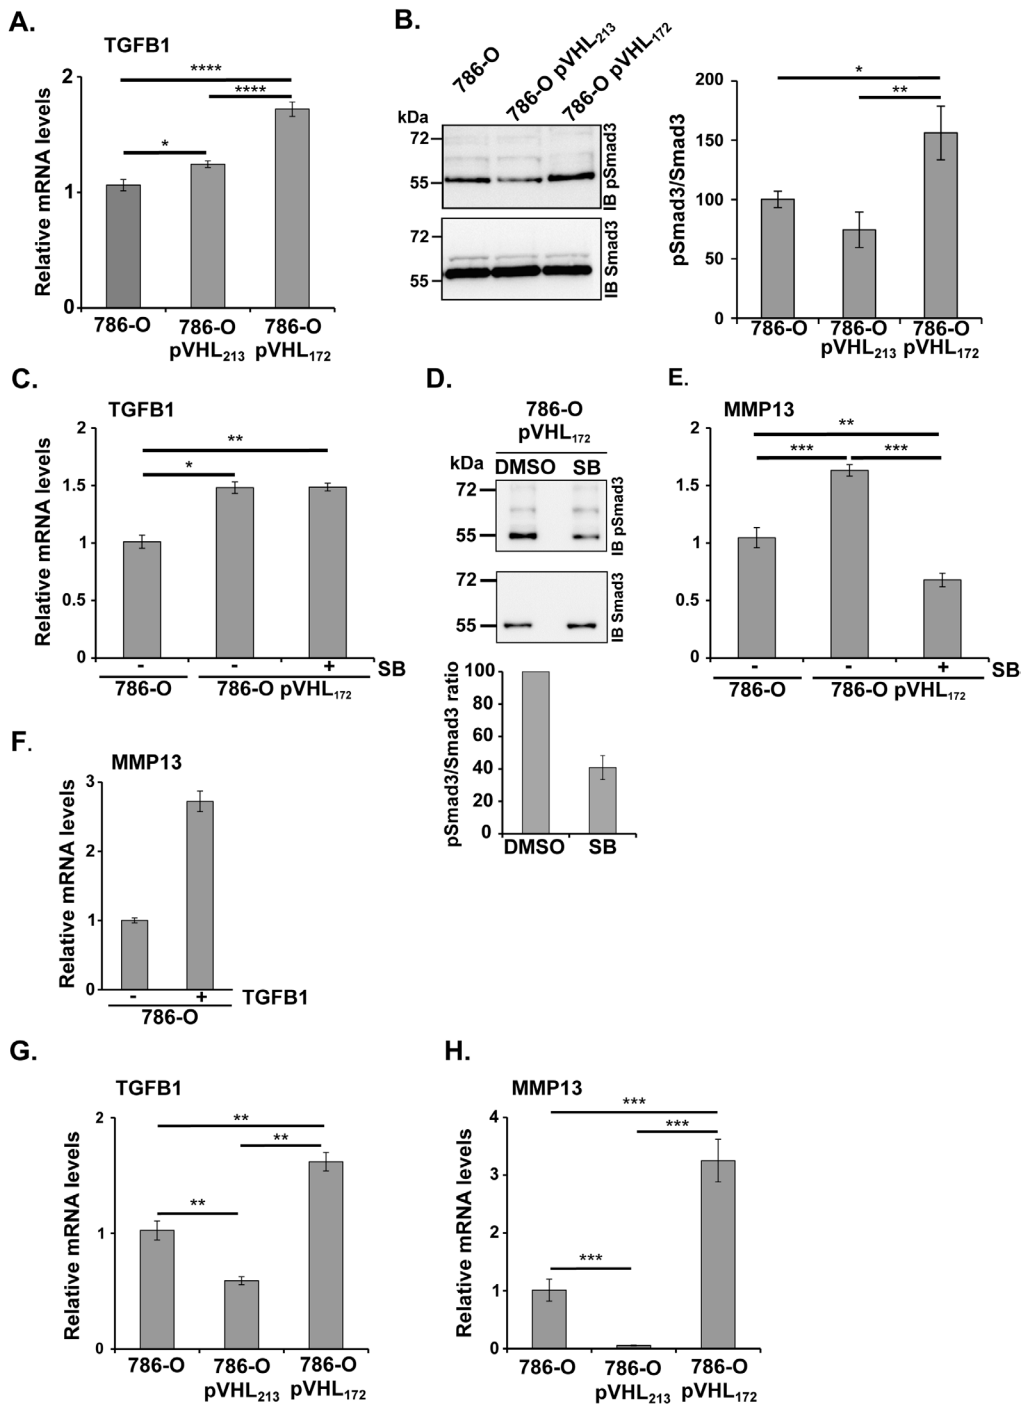 A.
TGFB1
Relative mRNA levels
2
1
0
****
****
*
786-O
786-O pVHL213
786-O pVHL172
B.
786-O
786-O pVHL213
786-O pVHL172
kDa
72
55
IB pSmad3
72
55
IB Smad3
pSmad3/Smad3
200
150
100
50
0
*
**
786-O
786-O pVHL213
786-O pVHL172
C.
TGFB1
Relative mRNA levels
2
1.5
1
0.5
0
**
*
- - + SB
786-O
786-O pVHL172
D.
786-O
pVHL172
kDa DMSO SB
72
55
IB pSmad3
72
55
IB Smad3
pSmad3/Smad3 ratio
100
80
60
40
20
0
DMSO SB
E.
MMP13
Relative mRNA levels
2
1.5
1
0.5
0
**
*** ***
- - + SB
786-O
786-O pVHL172
F.
MMP13
Relative mRNA levels
3
2
1
0
- + TGFB1
786-O
G.
TGFB1
Relative mRNA levels
2
1
0
**
**
**
786-O
786-O pVHL213
786-O pVHL172
H.
MMP13
Relative mRNA levels
4
3
2
1
0
***
***
***
786-O
786-O pVHL213
786-O pVHL172